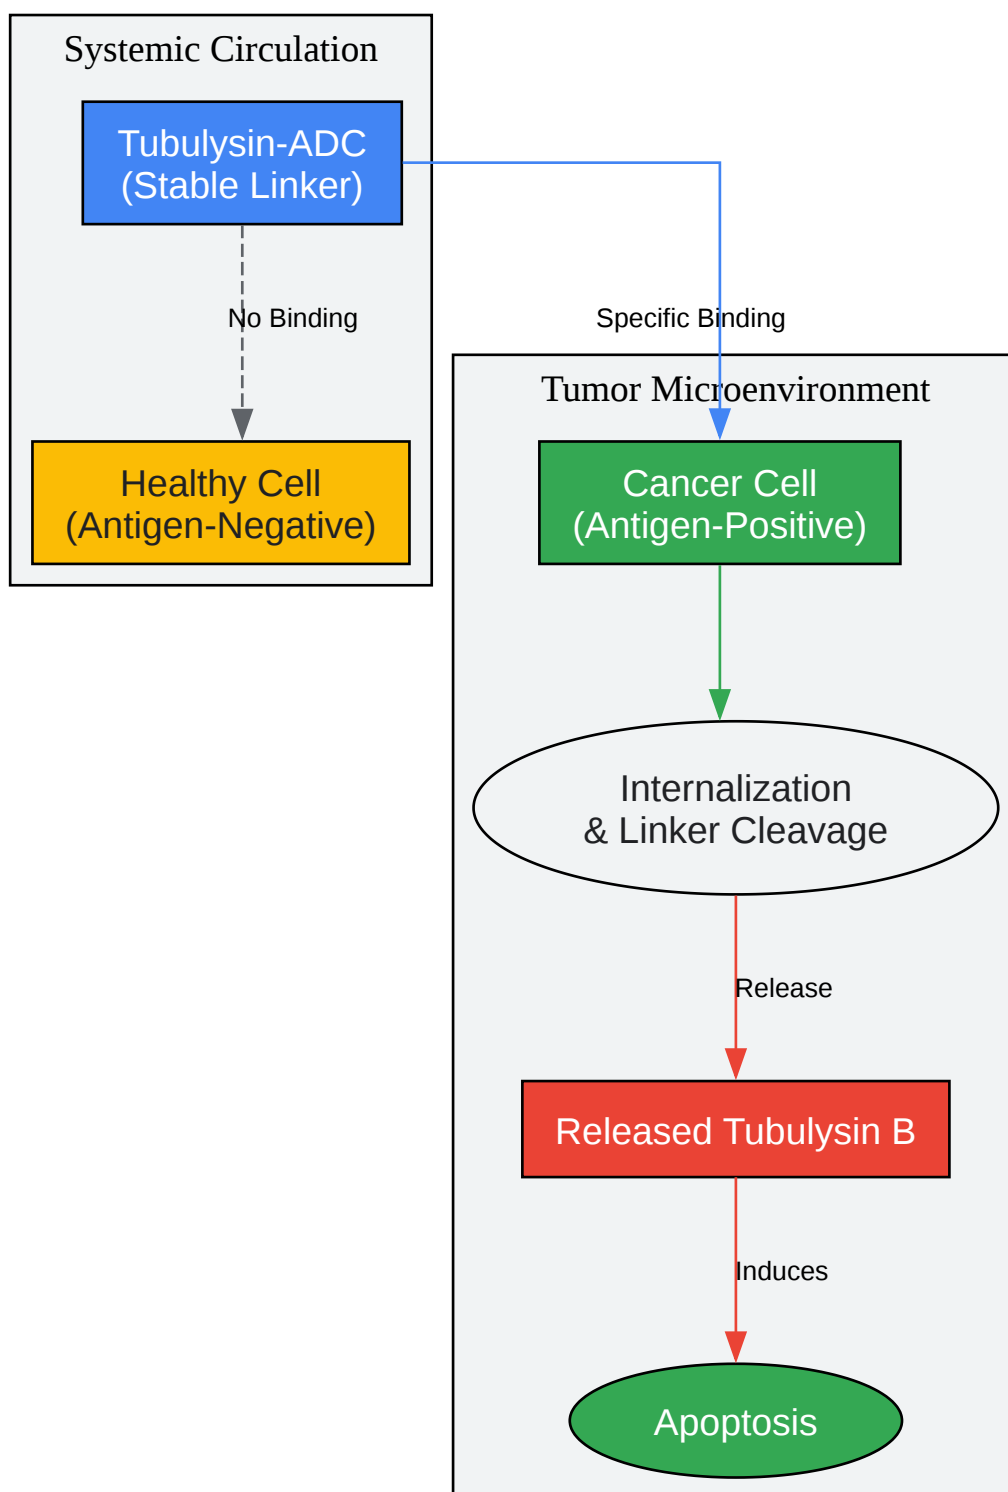 Systemic Circulation
Tubulysin-ADC
(Stable Linker)
No Binding
Specific Binding
Healthy Cell
(Antigen-Negative)
Tumor Microenvironment
Cancer Cell
(Antigen-Positive)
Internalization
& Linker Cleavage
Release
Released Tubulysin B
Induces
Apoptosis